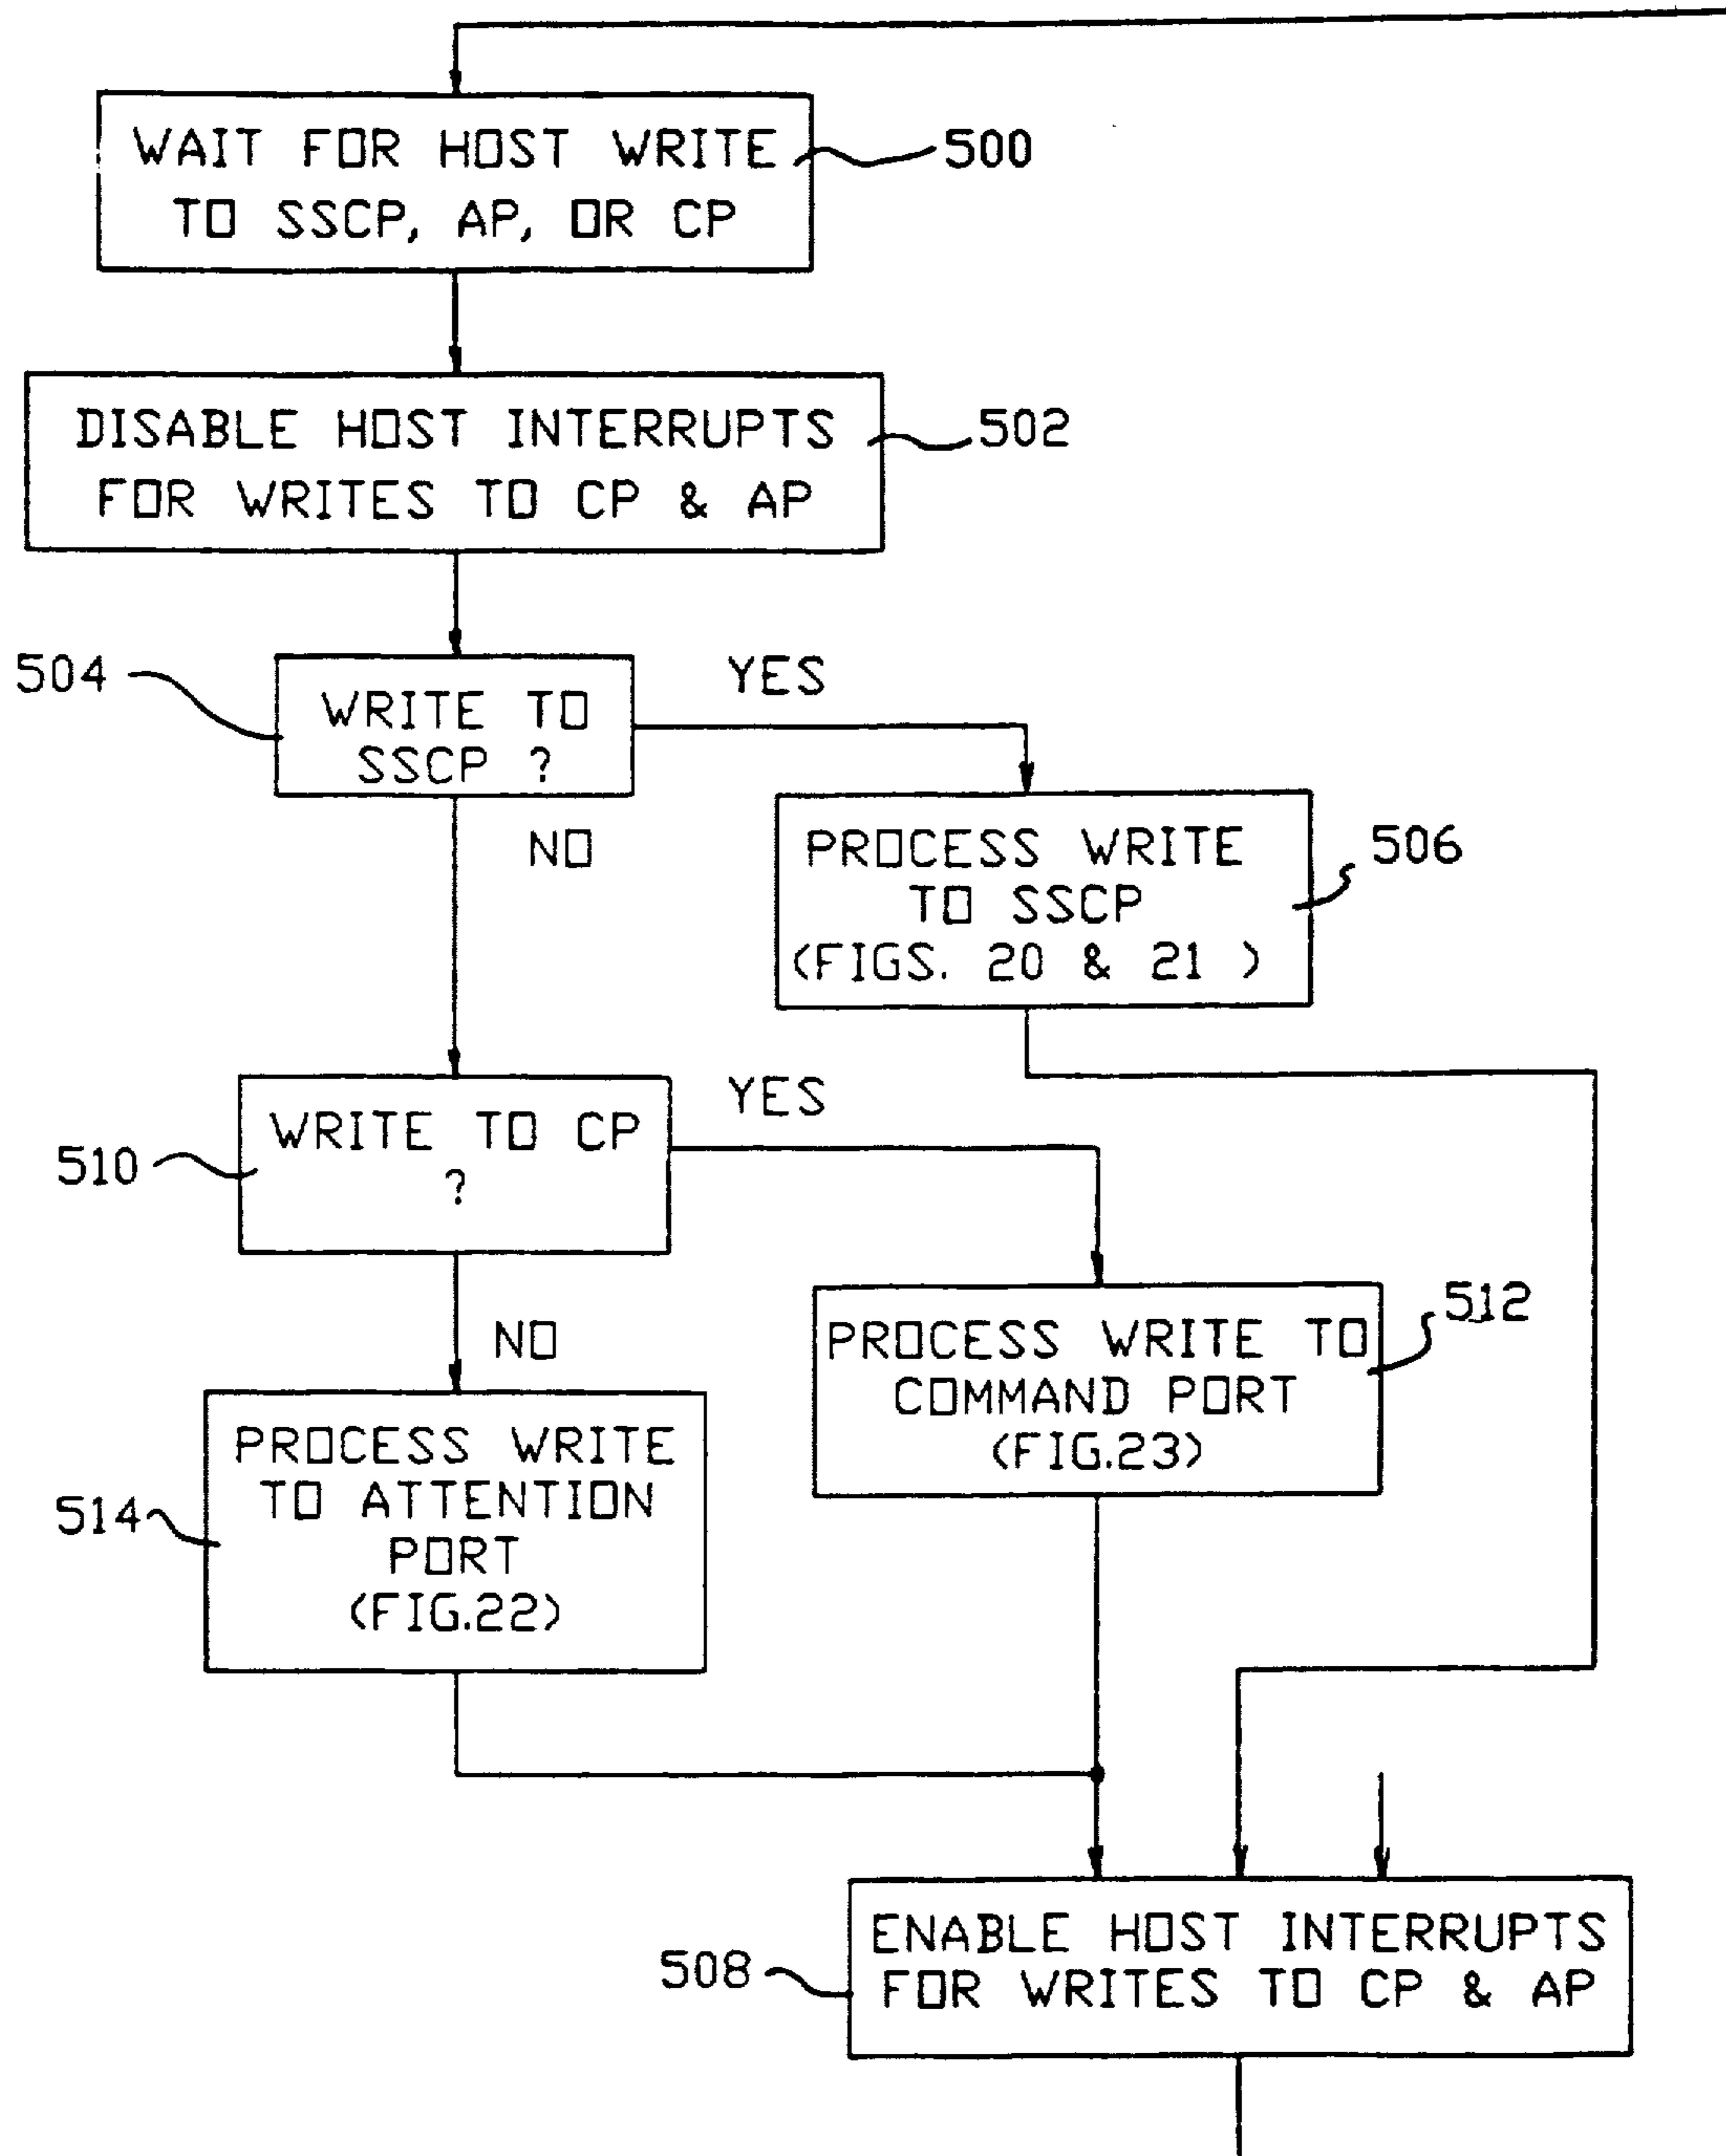 WAIT FOR HOST WRITE
TO SSCP, AP, OR CP
500
DISABLE HOST INTERRUPTS
FOR WRITES TO CP & AP
502
504
WRITE TO
SSCP ?
YES
NO
PROCESS WRITE
TO SSCP
(FIGS. 20 & 21 )
506
510
WRITE TO CP
?
YES
NO
PROCESS WRITE TO
COMMAND PORT
(FIG.23)
512
514
PROCESS WRITE
TO ATTENTION
PORT
(FIG.22)
508
ENABLE HOST INTERRUPTS
FOR WRITES TO CP & AP